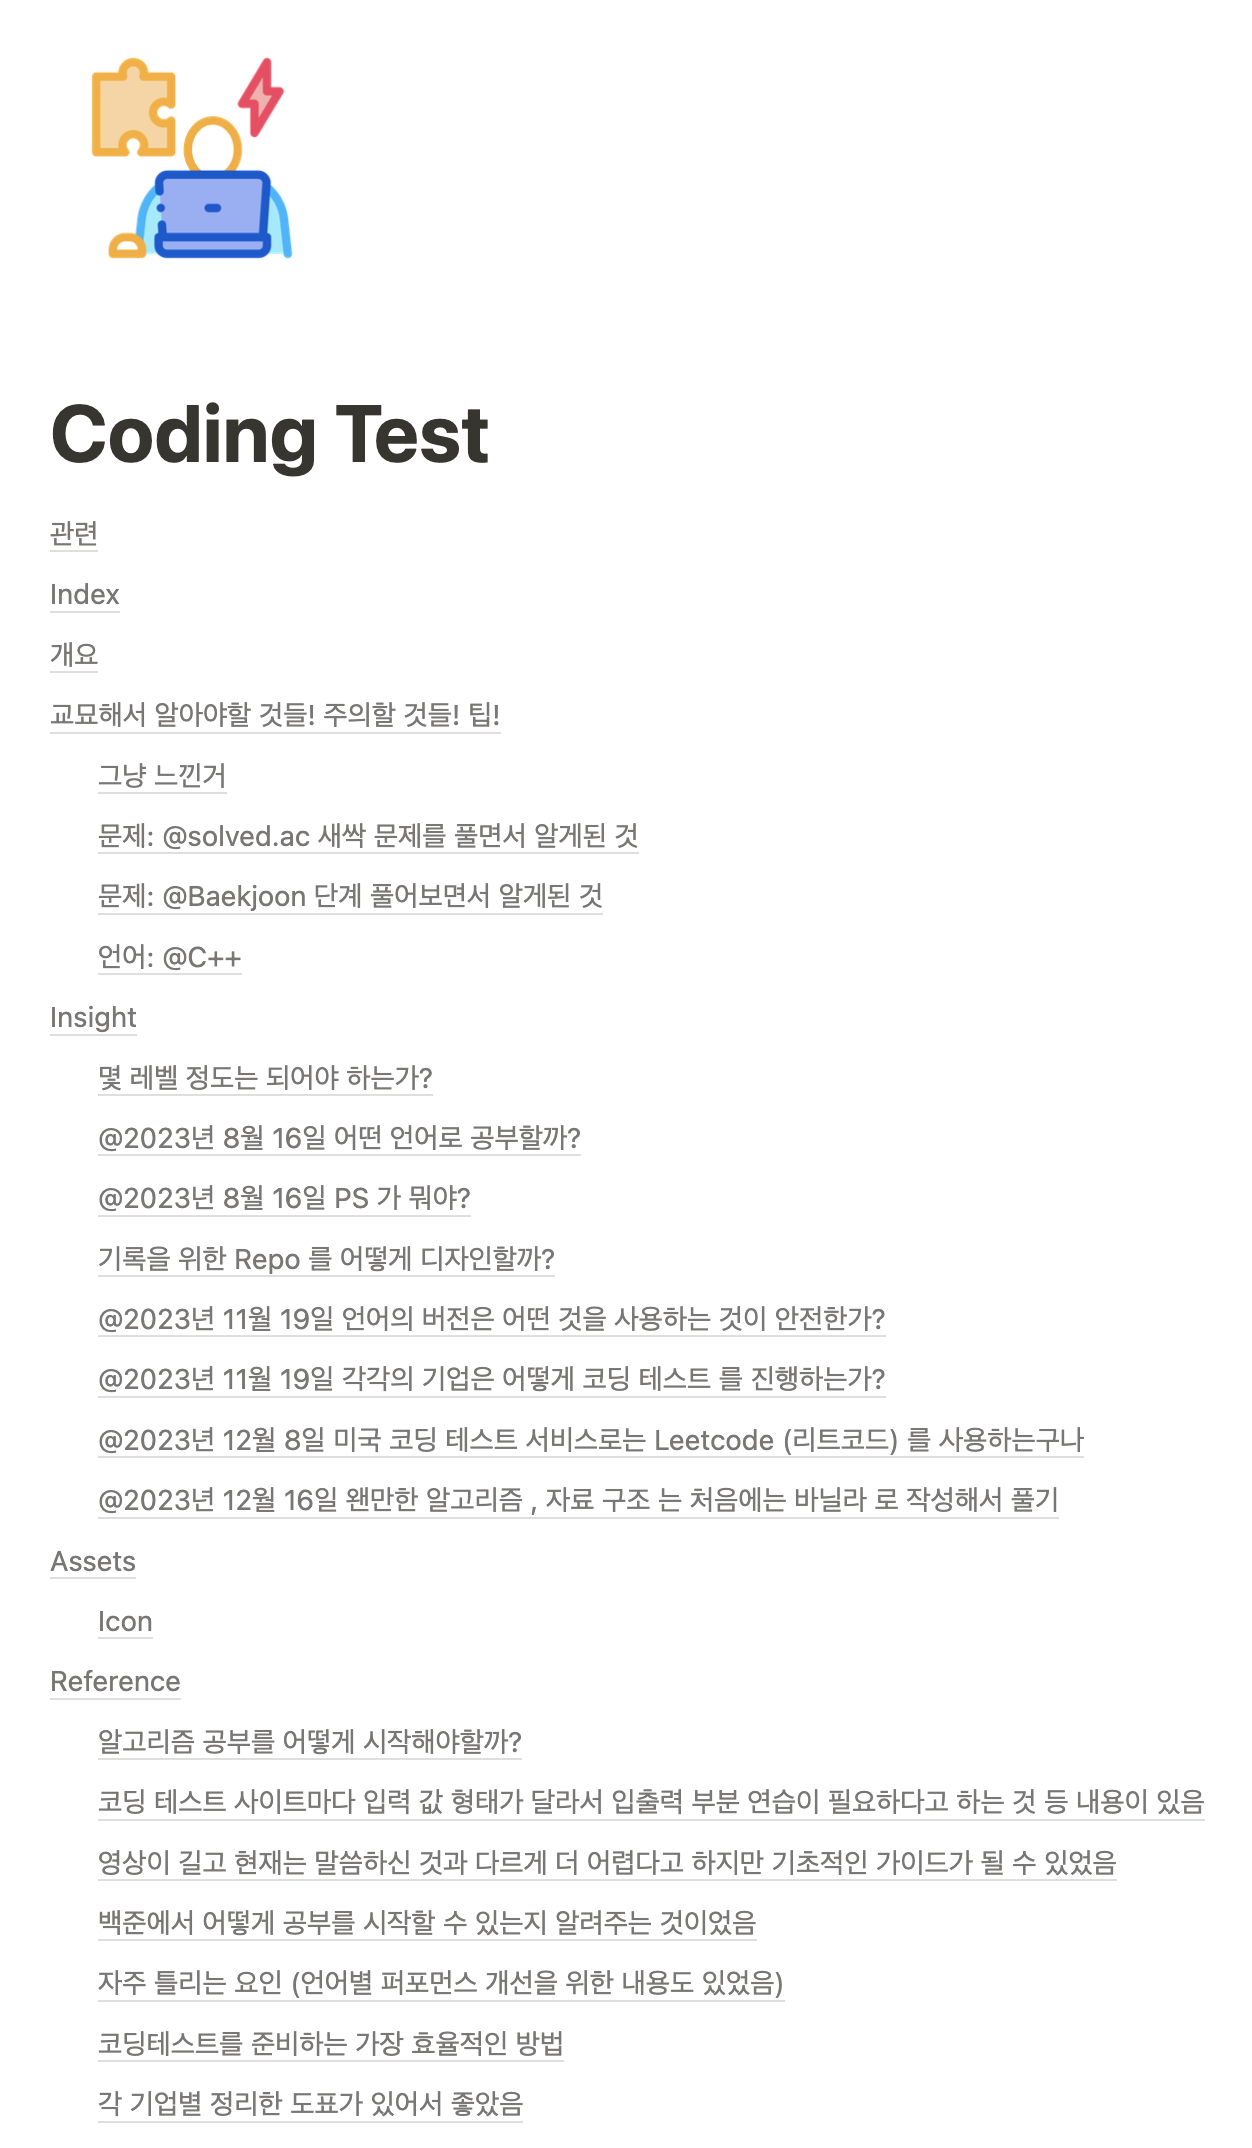 Coding Test
관련
Index
개요
교묘해서 알아야할 것들! 주의할 것들! 팁!
그냥 느낀거
문제: @solved.ac 새싹 문제를 풀면서 알게된 것
문제: @Baekjoon 단계 풀어보면서 알게된 것
언어: @C++
Insight
몇 레벨 정도는 되어야 하는가?
@2023년 8월 16일 어떤 언어로 공부할까?
@2023년 8월 16일 PS 가 뭐야?
기록을 위한 Repo 를 어떻게 디자인할까?
@2023년 11월 19일 언어의 버전은 어떤 것을 사용하는 것이 안전한가?
@2023년 11월 19일 각각의 기업은 어떻게 코딩 테스트 를 진행하는가?
@2023년 12월 8일 미국 코딩 테스트 서비스로는 Leetcode (리트코드) 를 사용하는구나
@2023년 12월 16일 왠만한 알고리즘 , 자료 구조 는 처음에는 바닐라 로 작성해서 풀기
Assets
Icon
Reference
알고리즘 공부를 어떻게 시작해야할까?
코딩 테스트 사이트마다 입력 값 형태가 달라서 입출력 부분 연습이 필요하다고 하는 것 등 내용이 있음
영상이 길고 현재는 말씀하신 것과 다르게 더 어렵다고 하지만 기초적인 가이드가 될 수 있었음
백준에서 어떻게 공부를 시작할 수 있는지 알려주는 것이었음
자주 틀리는 요인 (언어별 퍼포먼스 개선을 위한 내용도 있었음)
코딩테스트를 준비하는 가장 효율적인 방법
각 기업별 정리한 도표가 있어서 좋았음